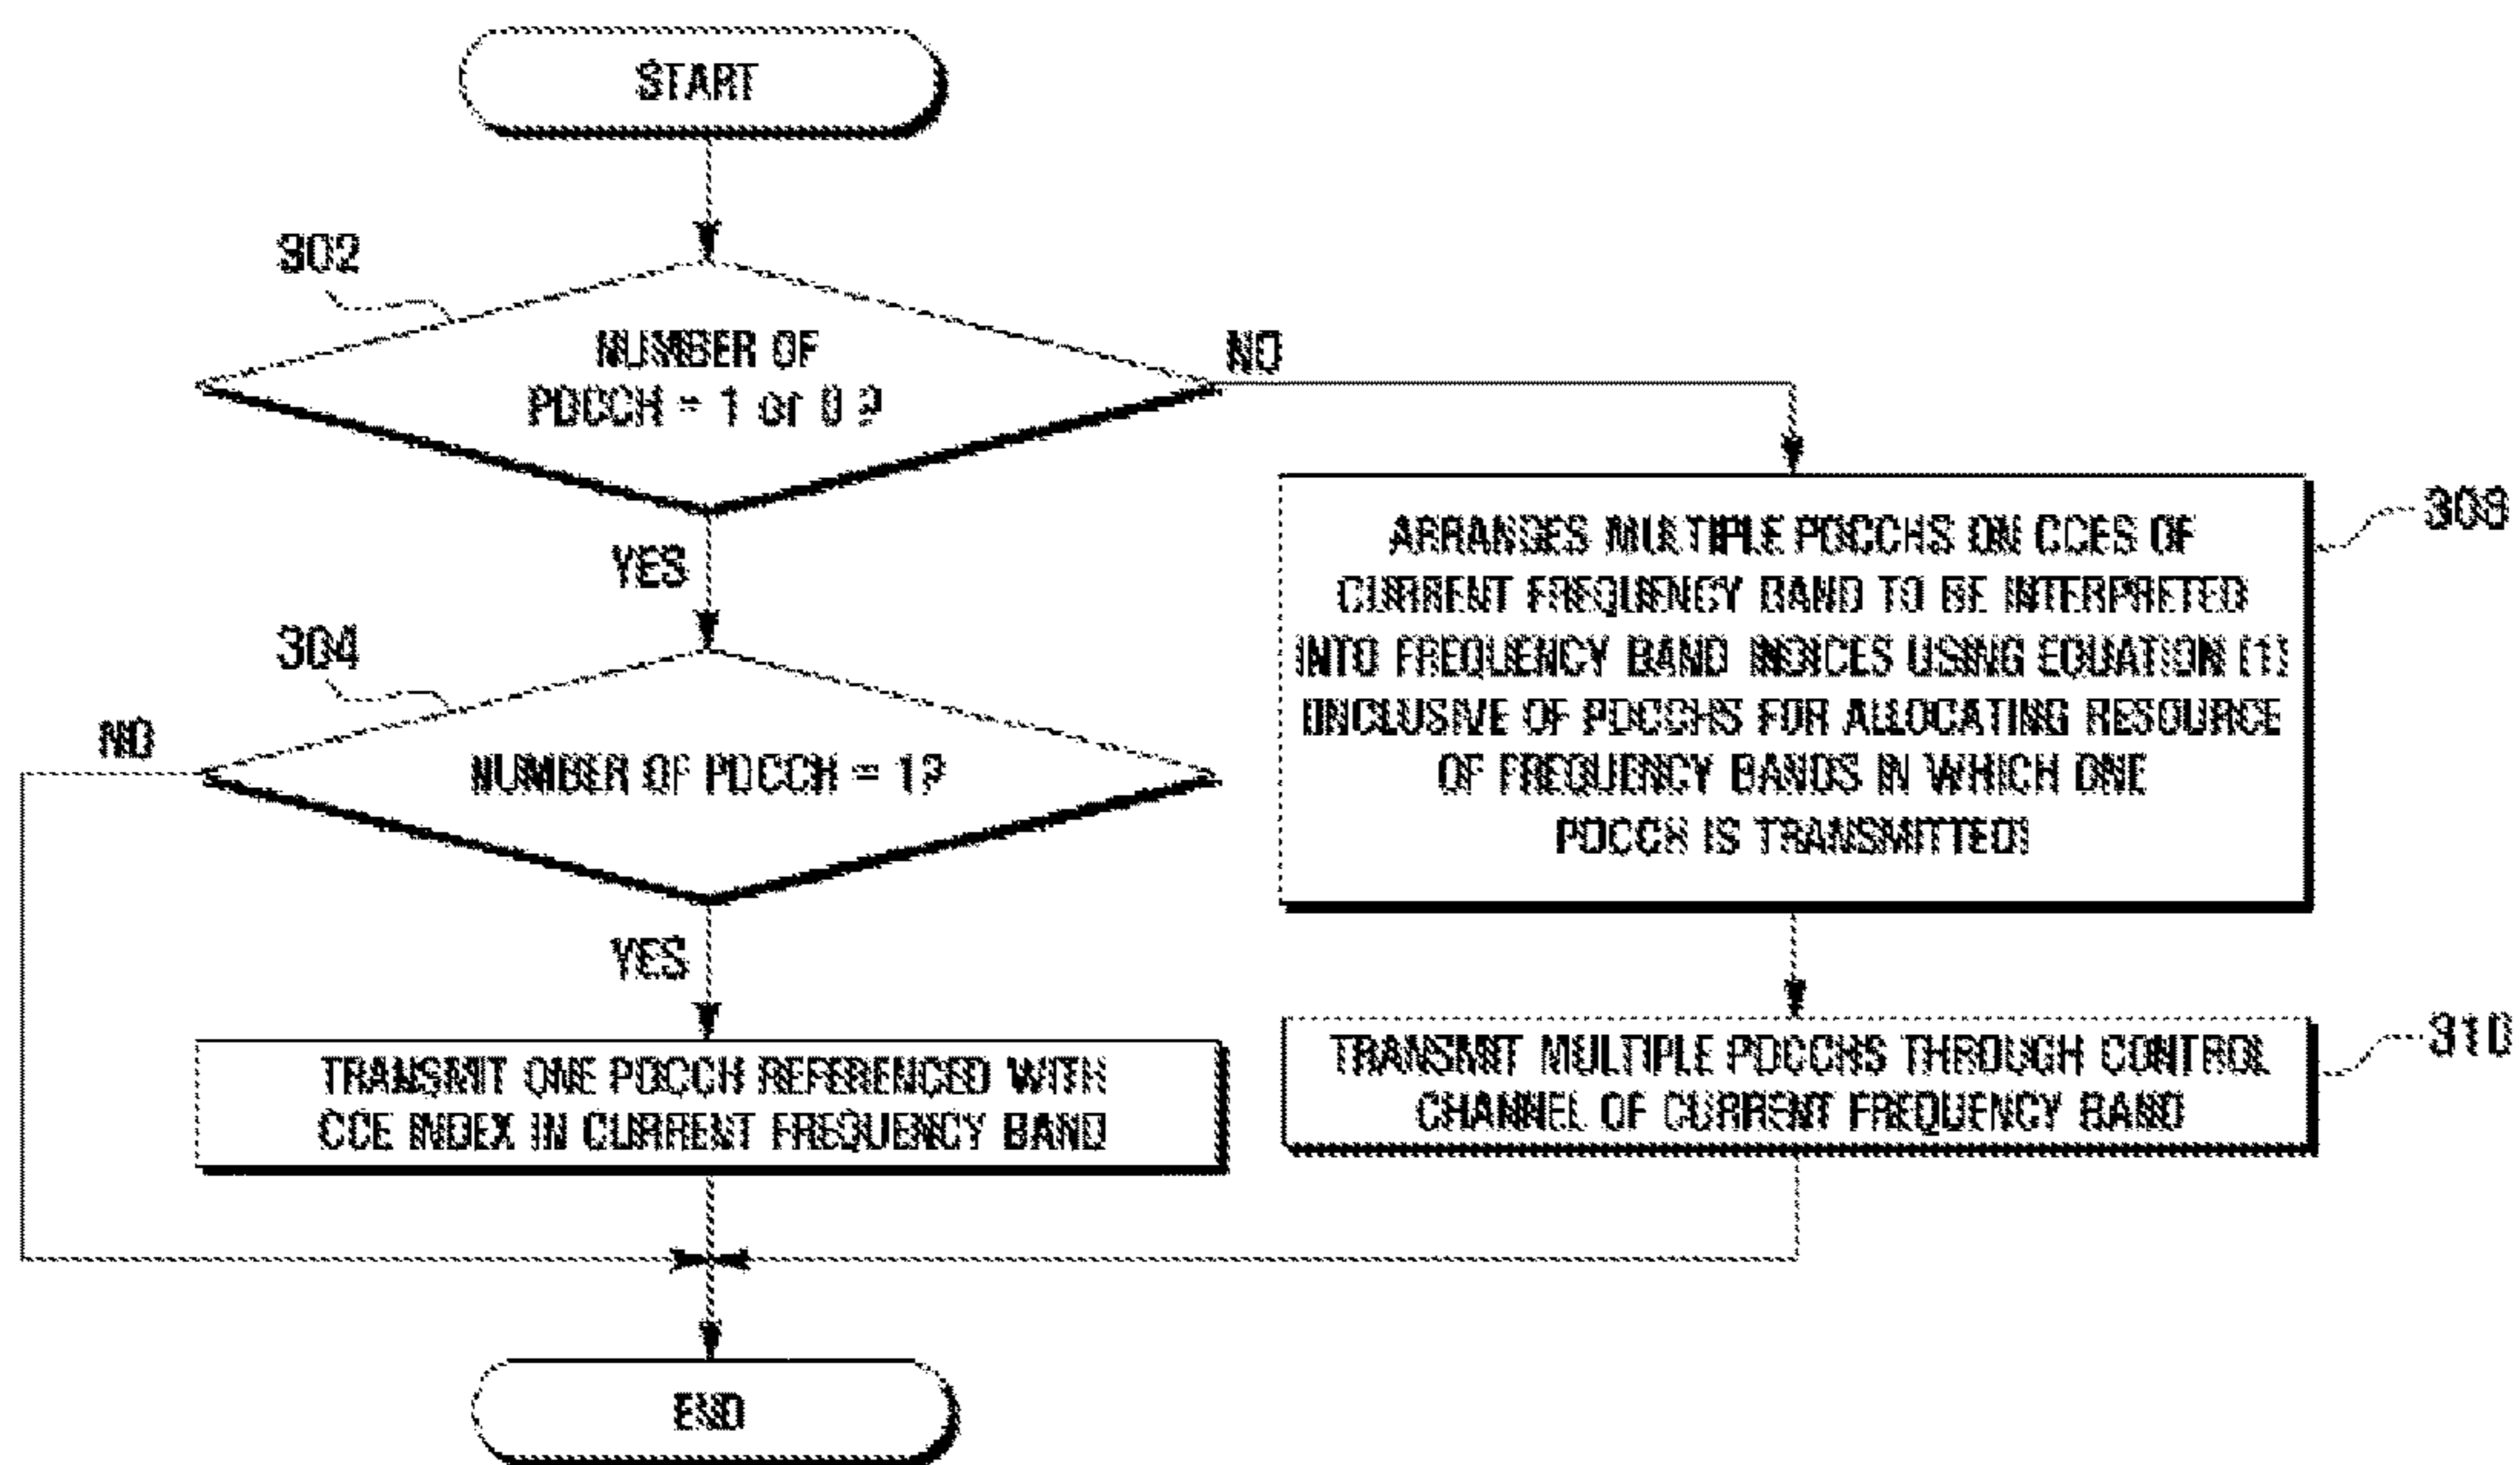 START
302
NUMBER OF
PDCCH = 1 or 0 ?
NO
YES
304
NUMBER OF PDCCH = 1?
NO
YES
TRANSMIT ONE PDCCH REFERENCED WITH
CCE INDEX IN CURRENT FREQUENCY BAND
ARRANGES MULTIPLE PDCCHS ON CCES OF
CURRENT FREQUENCY BAND TO BE INTERPRETED
INTO FREQUENCY BAND INDICES USING EQUATION (1)
(INCLUSIVE OF PDCCHS FOR ALLOCATING RESOURCE
OF FREQUENCY BANDS IN WHICH ONE
PDCCH IS TRANSMITTED)
TRANSMIT MULTIPLE PDCCHS THROUGH CONTROL
CHANNEL OF CURRENT FREQUENCY BAND
310
END